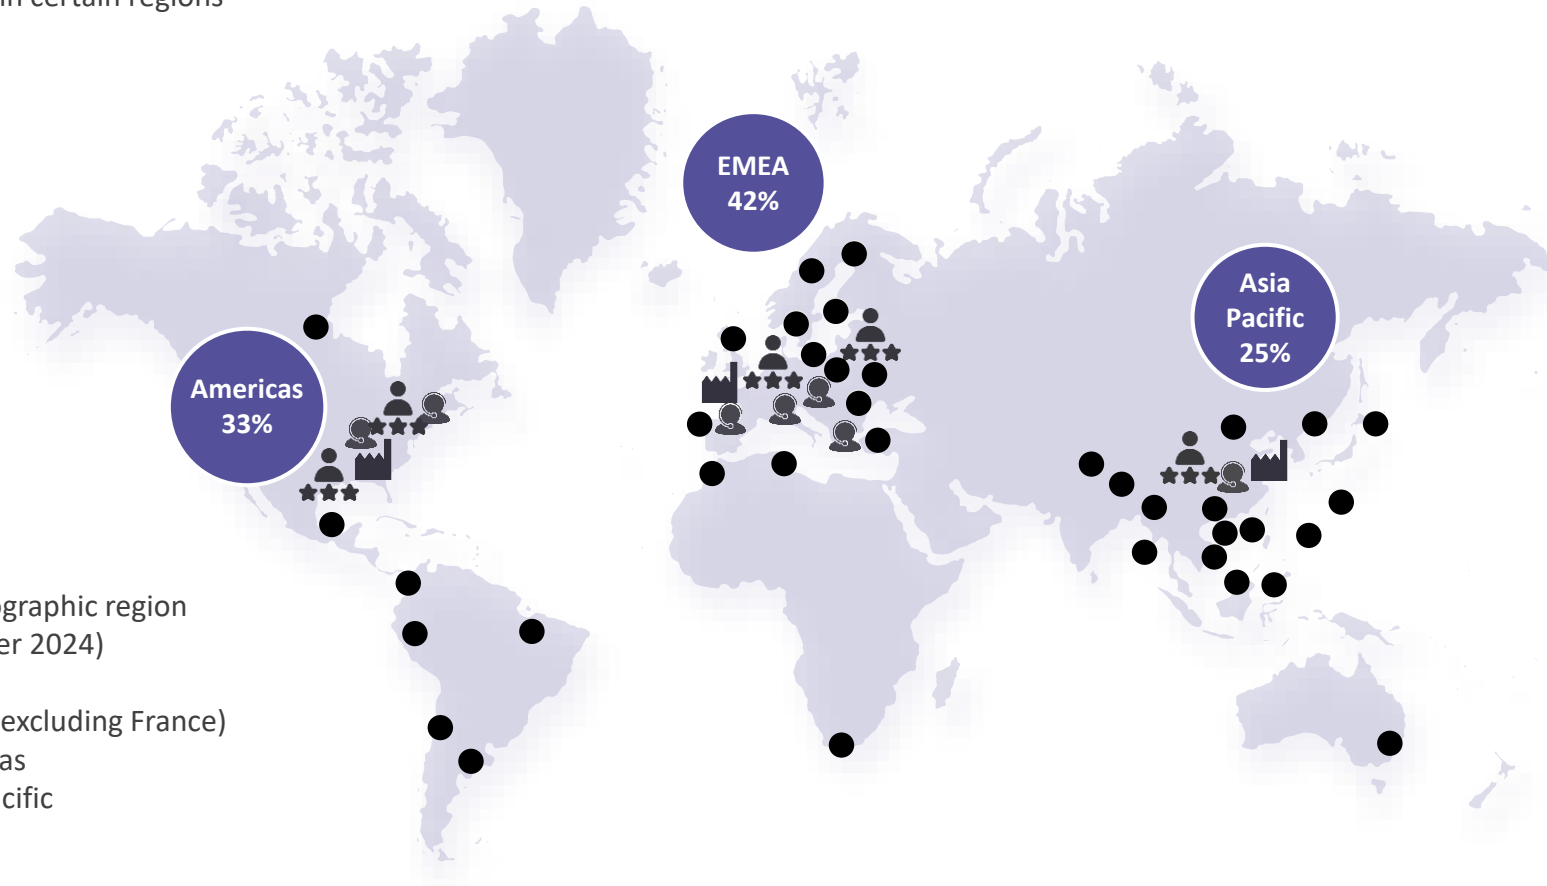 in certain regions
EMEA
42%
Asia
Pacific
25%
Americas
33%
graphic region
er 2024)
excluding France)
as
cific